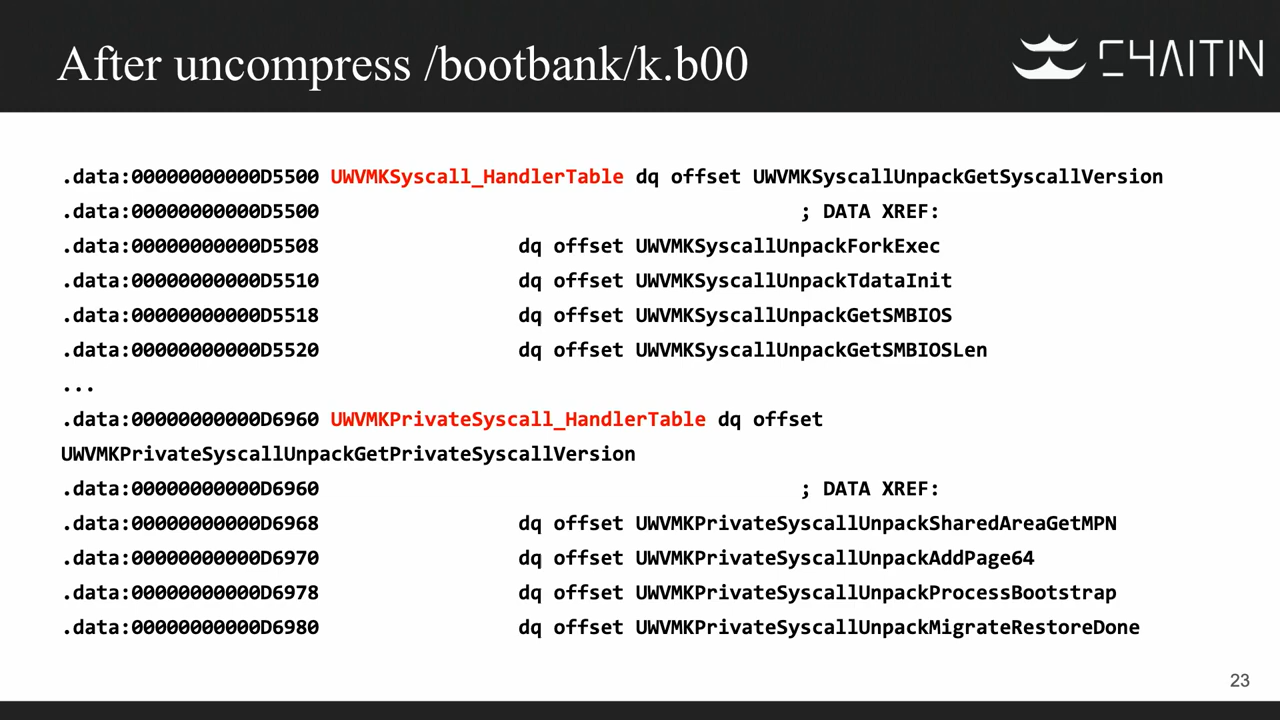 After uncompress /bootbank/k.b00
CHAITIN
.data:00000000000D5500 UWVMKSyscall_HandlerTable dq offset UWVMKSyscallUnpackGetSyscallVersion
.data:00000000000D5500 ; DATA XREF:
.data:00000000000D5508 dq offset UWVMKSyscallUnpackForkExec
.data:00000000000D5510 dq offset UWVMKSyscallUnpackTdataInit
.data:00000000000D5518 dq offset UWVMKSyscallUnpackGetSMBIOS
.data:00000000000D5520 dq offset UWVMKSyscallUnpackGetSMBIOSLen
...
.data:00000000000D6960 UWVMKPrivateSyscall_HandlerTable dq offset
UWVMKPrivateSyscallUnpackGetPrivateSyscallVersion
.data:00000000000D6960 ; DATA XREF:
.data:00000000000D6968 dq offset UWVMKPrivateSyscallUnpackSharedAreaGetMPN
.data:00000000000D6970 dq offset UWVMKPrivateSyscallUnpackAddPage64
.data:00000000000D6978 dq offset UWVMKPrivateSyscallUnpackProcessBootstrap
.data:00000000000D6980 dq offset UWVMKPrivateSyscallUnpackMigrateRestoreDone
23